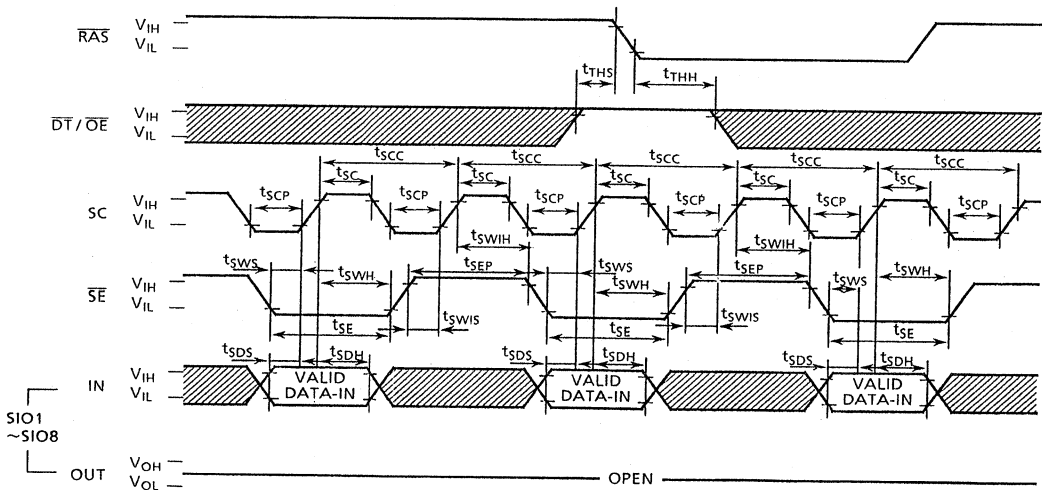 RAS VIH
VIL
tTHS tTHH
DT / OE VIH
VIL
tSCC tSCC tSCC tSCC tSCC
tSC tSC tSC tSC tSC
tSCP tSCP tSCP tSCP tSCP tSCP
SC VIH
VIL
tSWIH tSWIH
tSWS tSWH tSEP tSWS tSWH tSEP tSWS tSWH
SE VIH
VIL
tSE tSWIS tSE tSWIS tSE
tSDS tSDH tSDS tSDH tSDS tSDH
IN VIH
VIL
VALID DATA-IN
VALID DATA-IN
VALID DATA-IN
SIO1
~SIO8
OUT VOH
VOL
OPEN